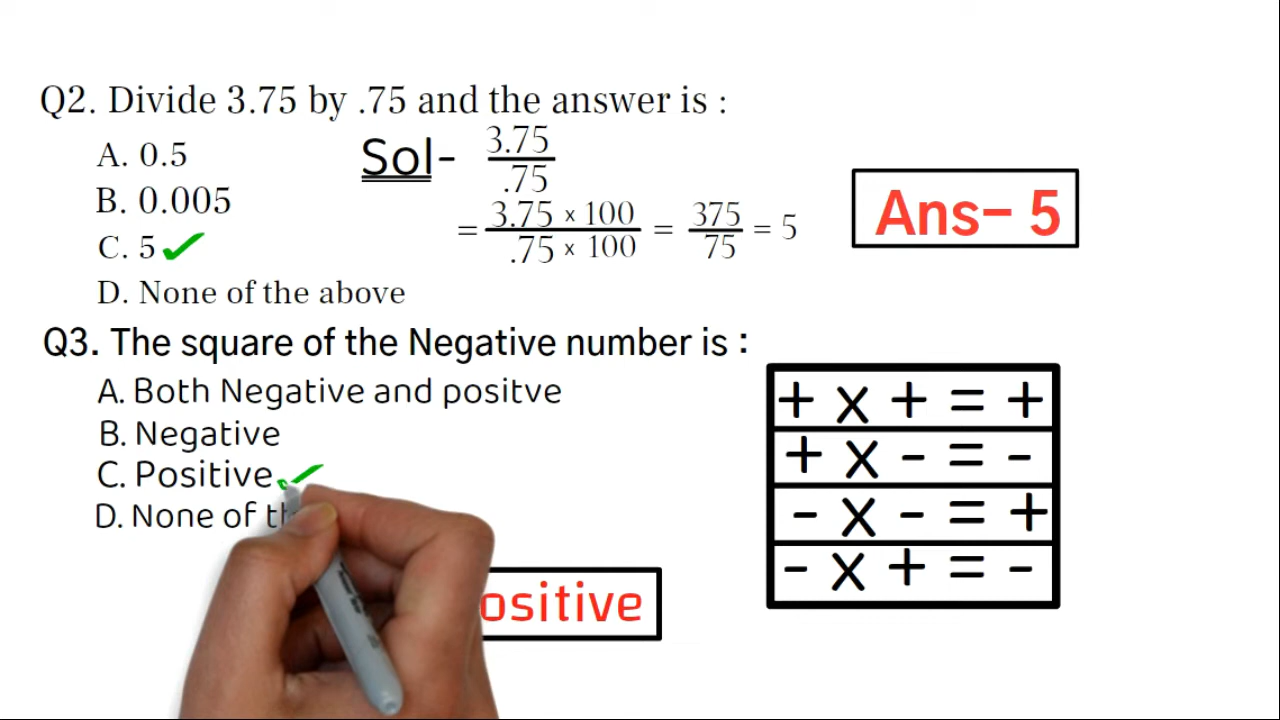 Q2. Divide 3.75 by .75 and the answer is :
A. 0.5
B. 0.005
C. 5 ✓
D. None of the above
Sol- 3.75
.75
= 3.75 x 100 = 375 = 5
.75 x 100 75
Ans- 5
Q3. The square of the Negative number is :
A. Both Negative and positve
B. Negative
C. Positive ✓
D. None of
+ x + = +
+ x - = -
- x - = +
- x + = -
ositive